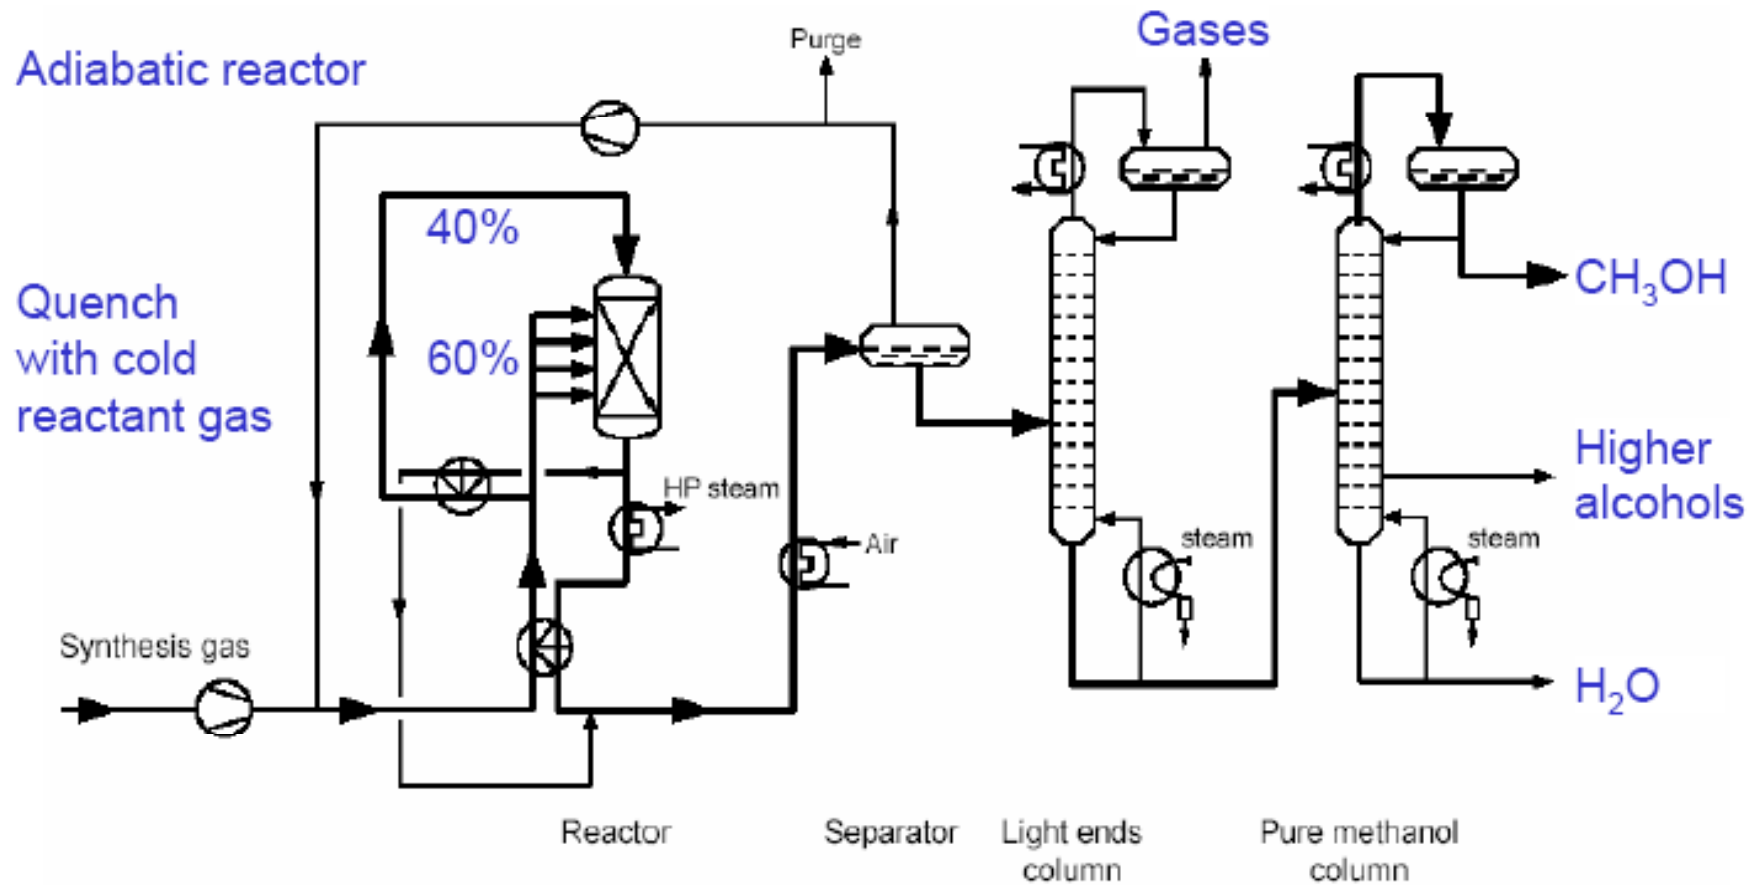 Gases
Purge
Adiabatic reactor
40%
CH₃OH
Quench
with cold
reactant gas
60%
Higher
alcohols
HP steam
Air
steam
steam
Synthesis gas
H₂O
Reactor
Separator
Light ends
column
Pure methanol
column